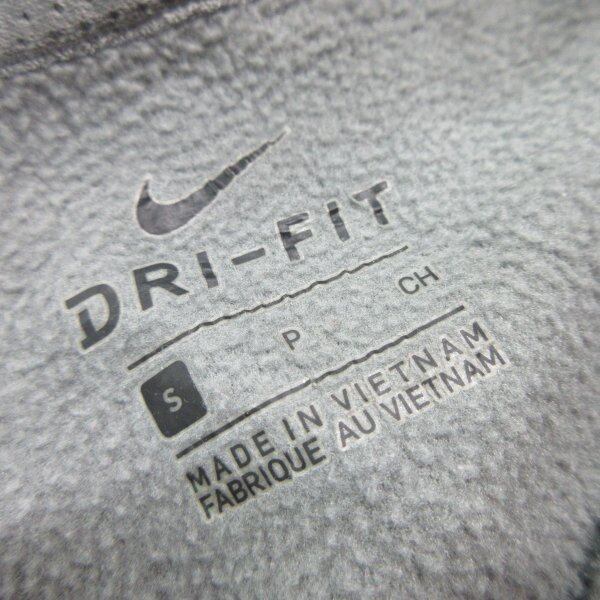 DRI-FIT
S P CH
MADE IN VIETNAM
FABRIQUE AU VIETNAM